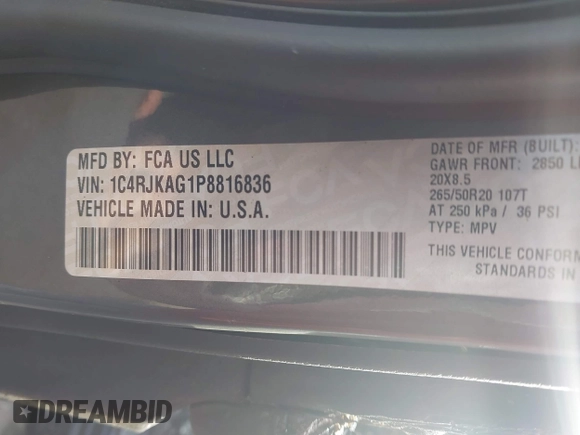 MFD BY: FCA US LLC
VIN: 1C4RJKAG1P8816836
VEHICLE MADE IN: U.S.A.
DATE OF MFR (BUILT):
GAWR FRONT: 2850 L
20X8.5
265/50R20 107T
AT 250 kPa / 36 PSI
TYPE: MPV
THIS VEHICLE CONFORM
STANDARDS IN
DREAMBID